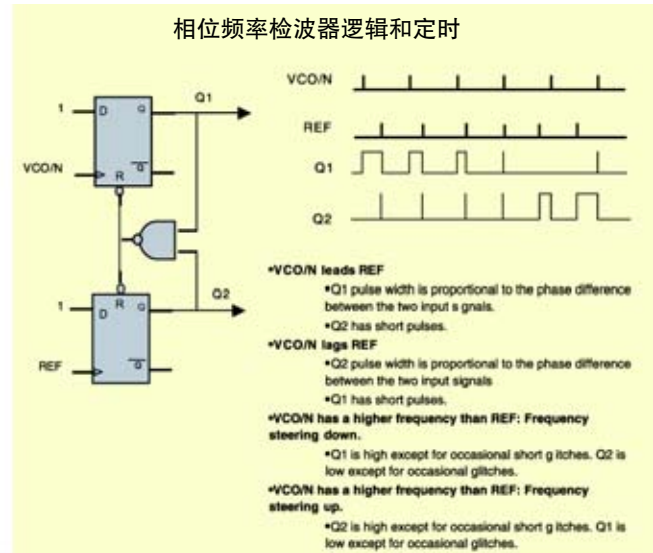 相位频率检波器逻辑和定时
VCO/N
REF
Q1
Q2
1
D
Q
Q1
VCO/N
R
Q
Q2
1
D
R
Q
REF
Q
•VCO/N leads REF
•Q1 pulse width is proportional to the phase difference
between the two input s gnals.
•Q2 has short pulses.
•VCO/N lags REF
•Q2 pulse width is proportional to the phase difference
between the two input signals
•Q1 has short pulses.
•VCO/N has a higher frequency than REF: Frequency
steering down.
•Q1 is high except for occasional short g itches. Q2 is
low except for occasional glitches.
•VCO/N has a higher frequency than REF: Frequency
steering up.
•Q2 is high except for occasional short g itches. Q1 is
low except for occasional glitches.